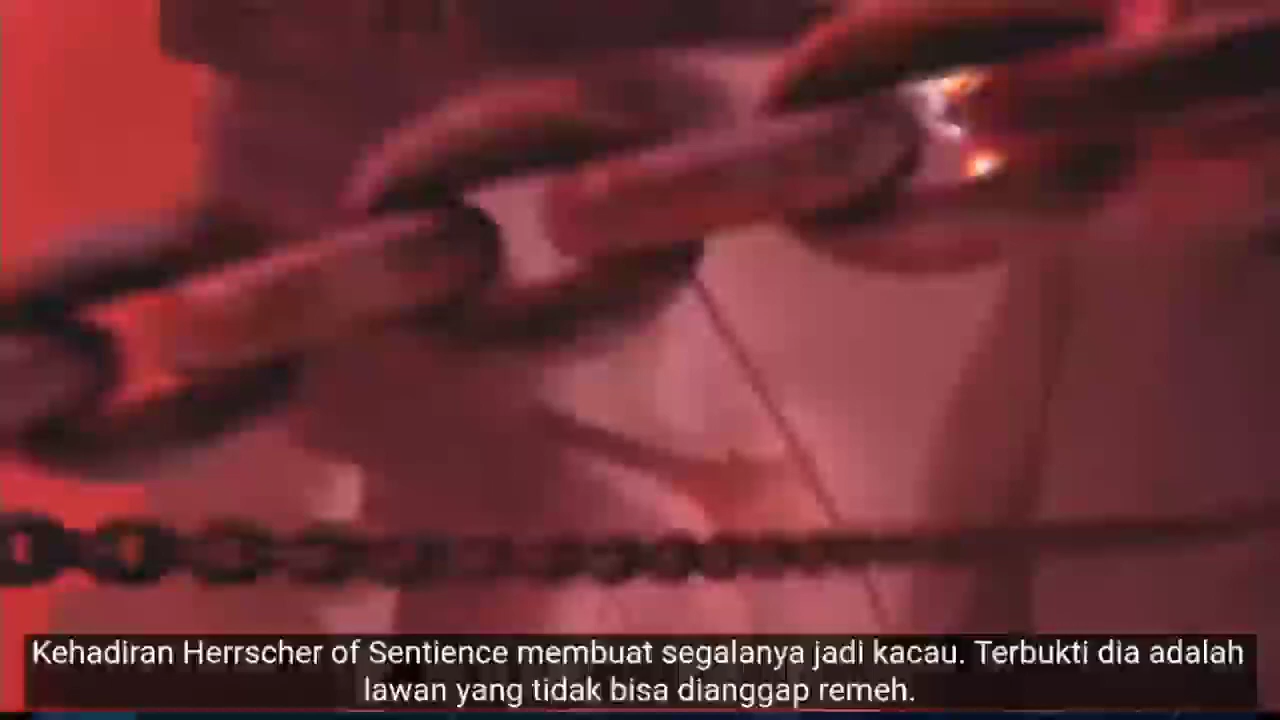 Kehadiran Herrscher of Sentience membuat segalanya jadi kacau. Terbukti dia adalah
lawan yang tidak bisa dianggap remeh.